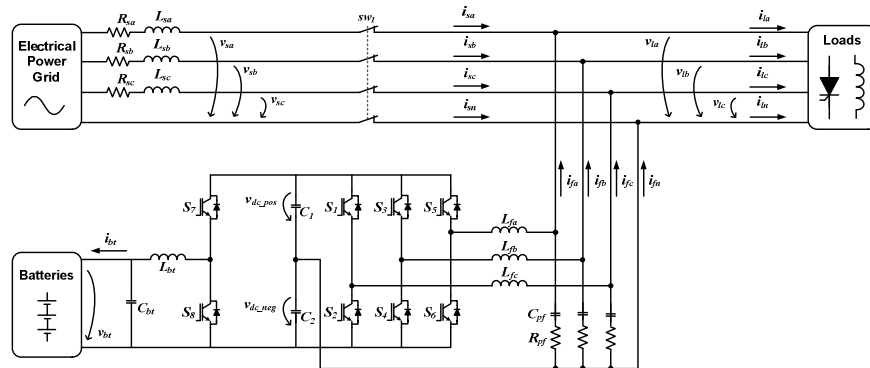 R_sa L_sa
sw_1
i_sa
i_la
Electrical
Power
Grid
v_sa
R_sb L_sb
i_sb
v_la
i_lb
Loads
v_sb
R_sc L_sc
i_sc
v_lb
i_lc
v_sc
i_sn
v_lc
i_ln
i_fa i_fb i_fc i_fn
S_7
v_dc_pos
C_1
S_1 S_3 S_5
L_fa
i_bt
L_fb
L_bt
Batteries
L_fc
C_bt
v_dc_neg
S_8
C_2
S_2 S_4 S_6
C_pf
v_bt
R_pf